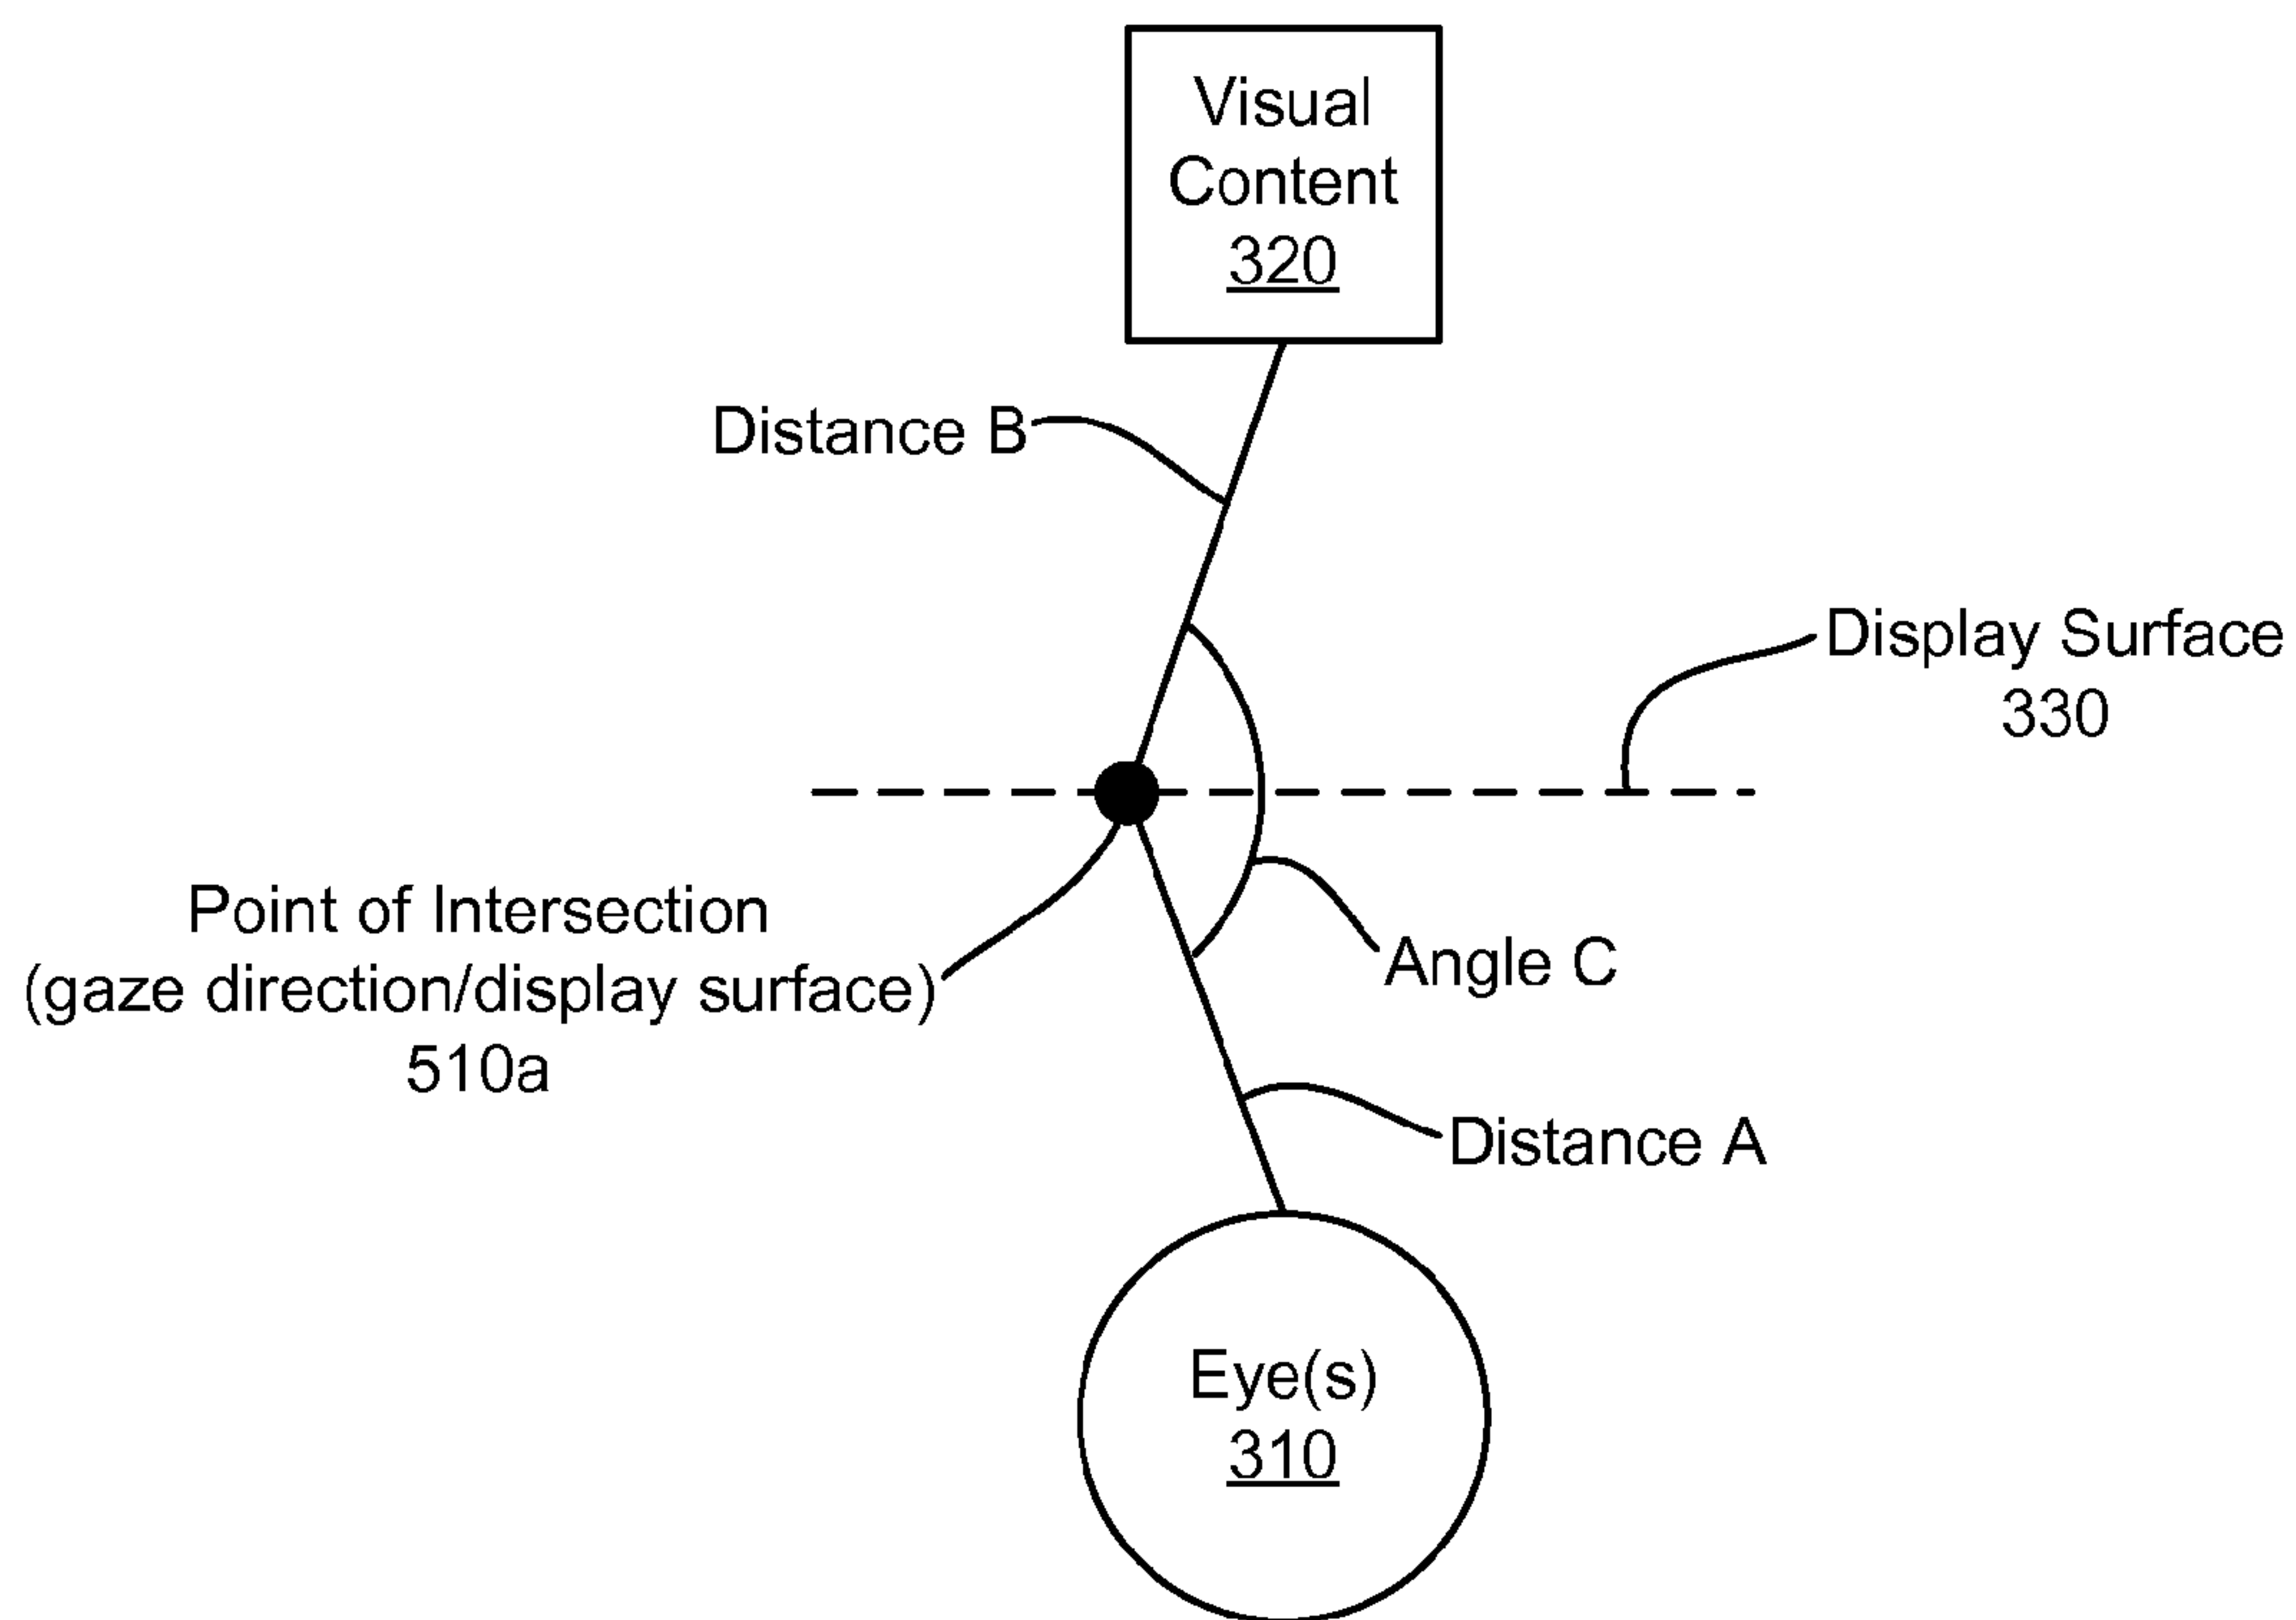 Visual
Content
320
Distance B
Display Surface
330
Point of Intersection
(gaze direction/display surface)
510a
Angle C
Distance A
Eye(s)
310